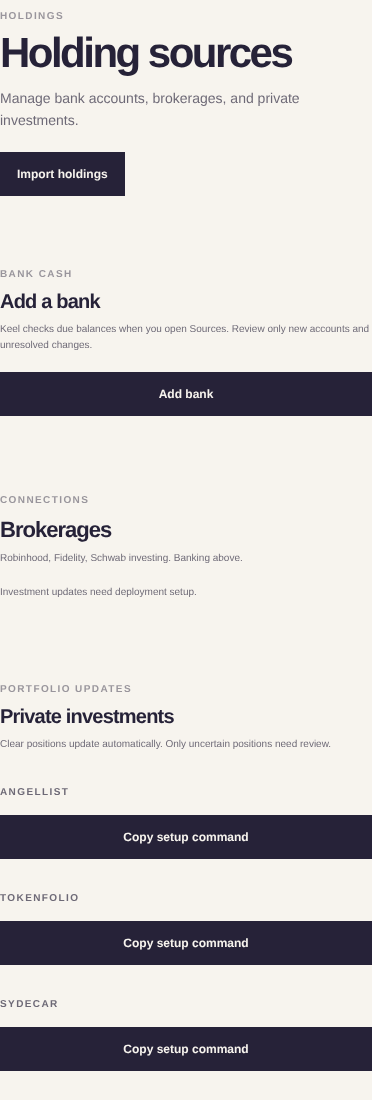 HOLDINGS
Holding sources
Manage bank accounts, brokerages, and private
investments.
Import holdings
BANK CASH
Add a bank
Keel checks due balances when you open Sources. Review only new accounts and
unresolved changes.
Add bank
CONNECTIONS
Brokerages
Robinhood, Fidelity, Schwab investing. Banking above.
Investment updates need deployment setup.
PORTFOLIO UPDATES
Private investments
Clear positions update automatically. Only uncertain positions need review.
ANGELLIST
Copy setup command
TOKENFOLIO
Copy setup command
SYDECAR
Copy setup command